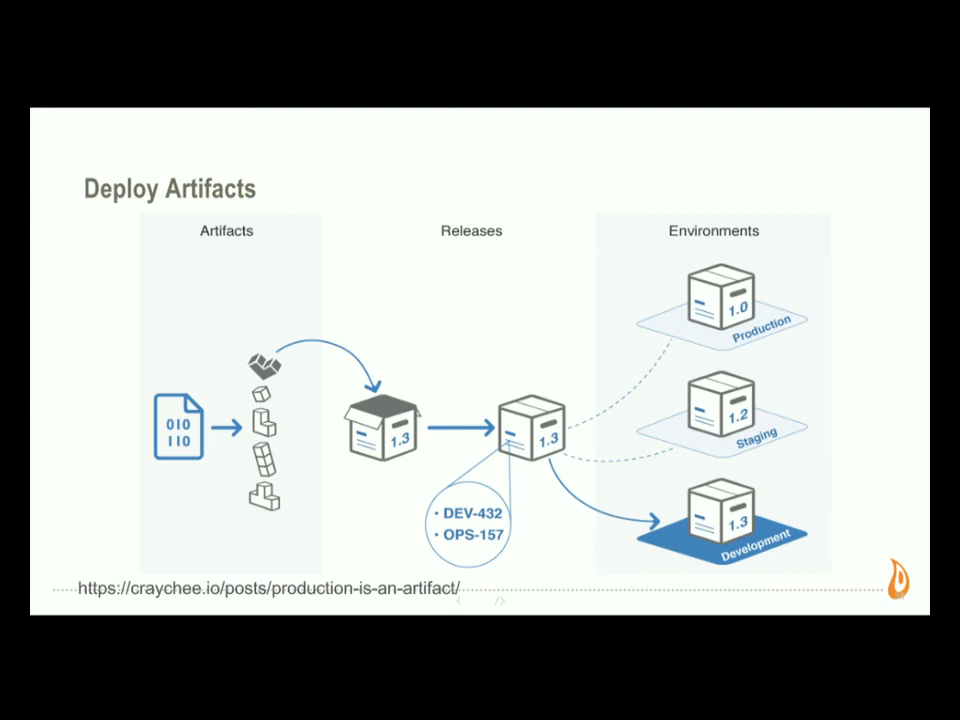 Deploy Artifacts
Artifacts
Releases
Environments
010
110
1.3
1.3
• DEV-432
• OPS-157
1.0
Production
1.2
Staging
1.3
Development
https://craychee.io/posts/production-is-an-artifact/